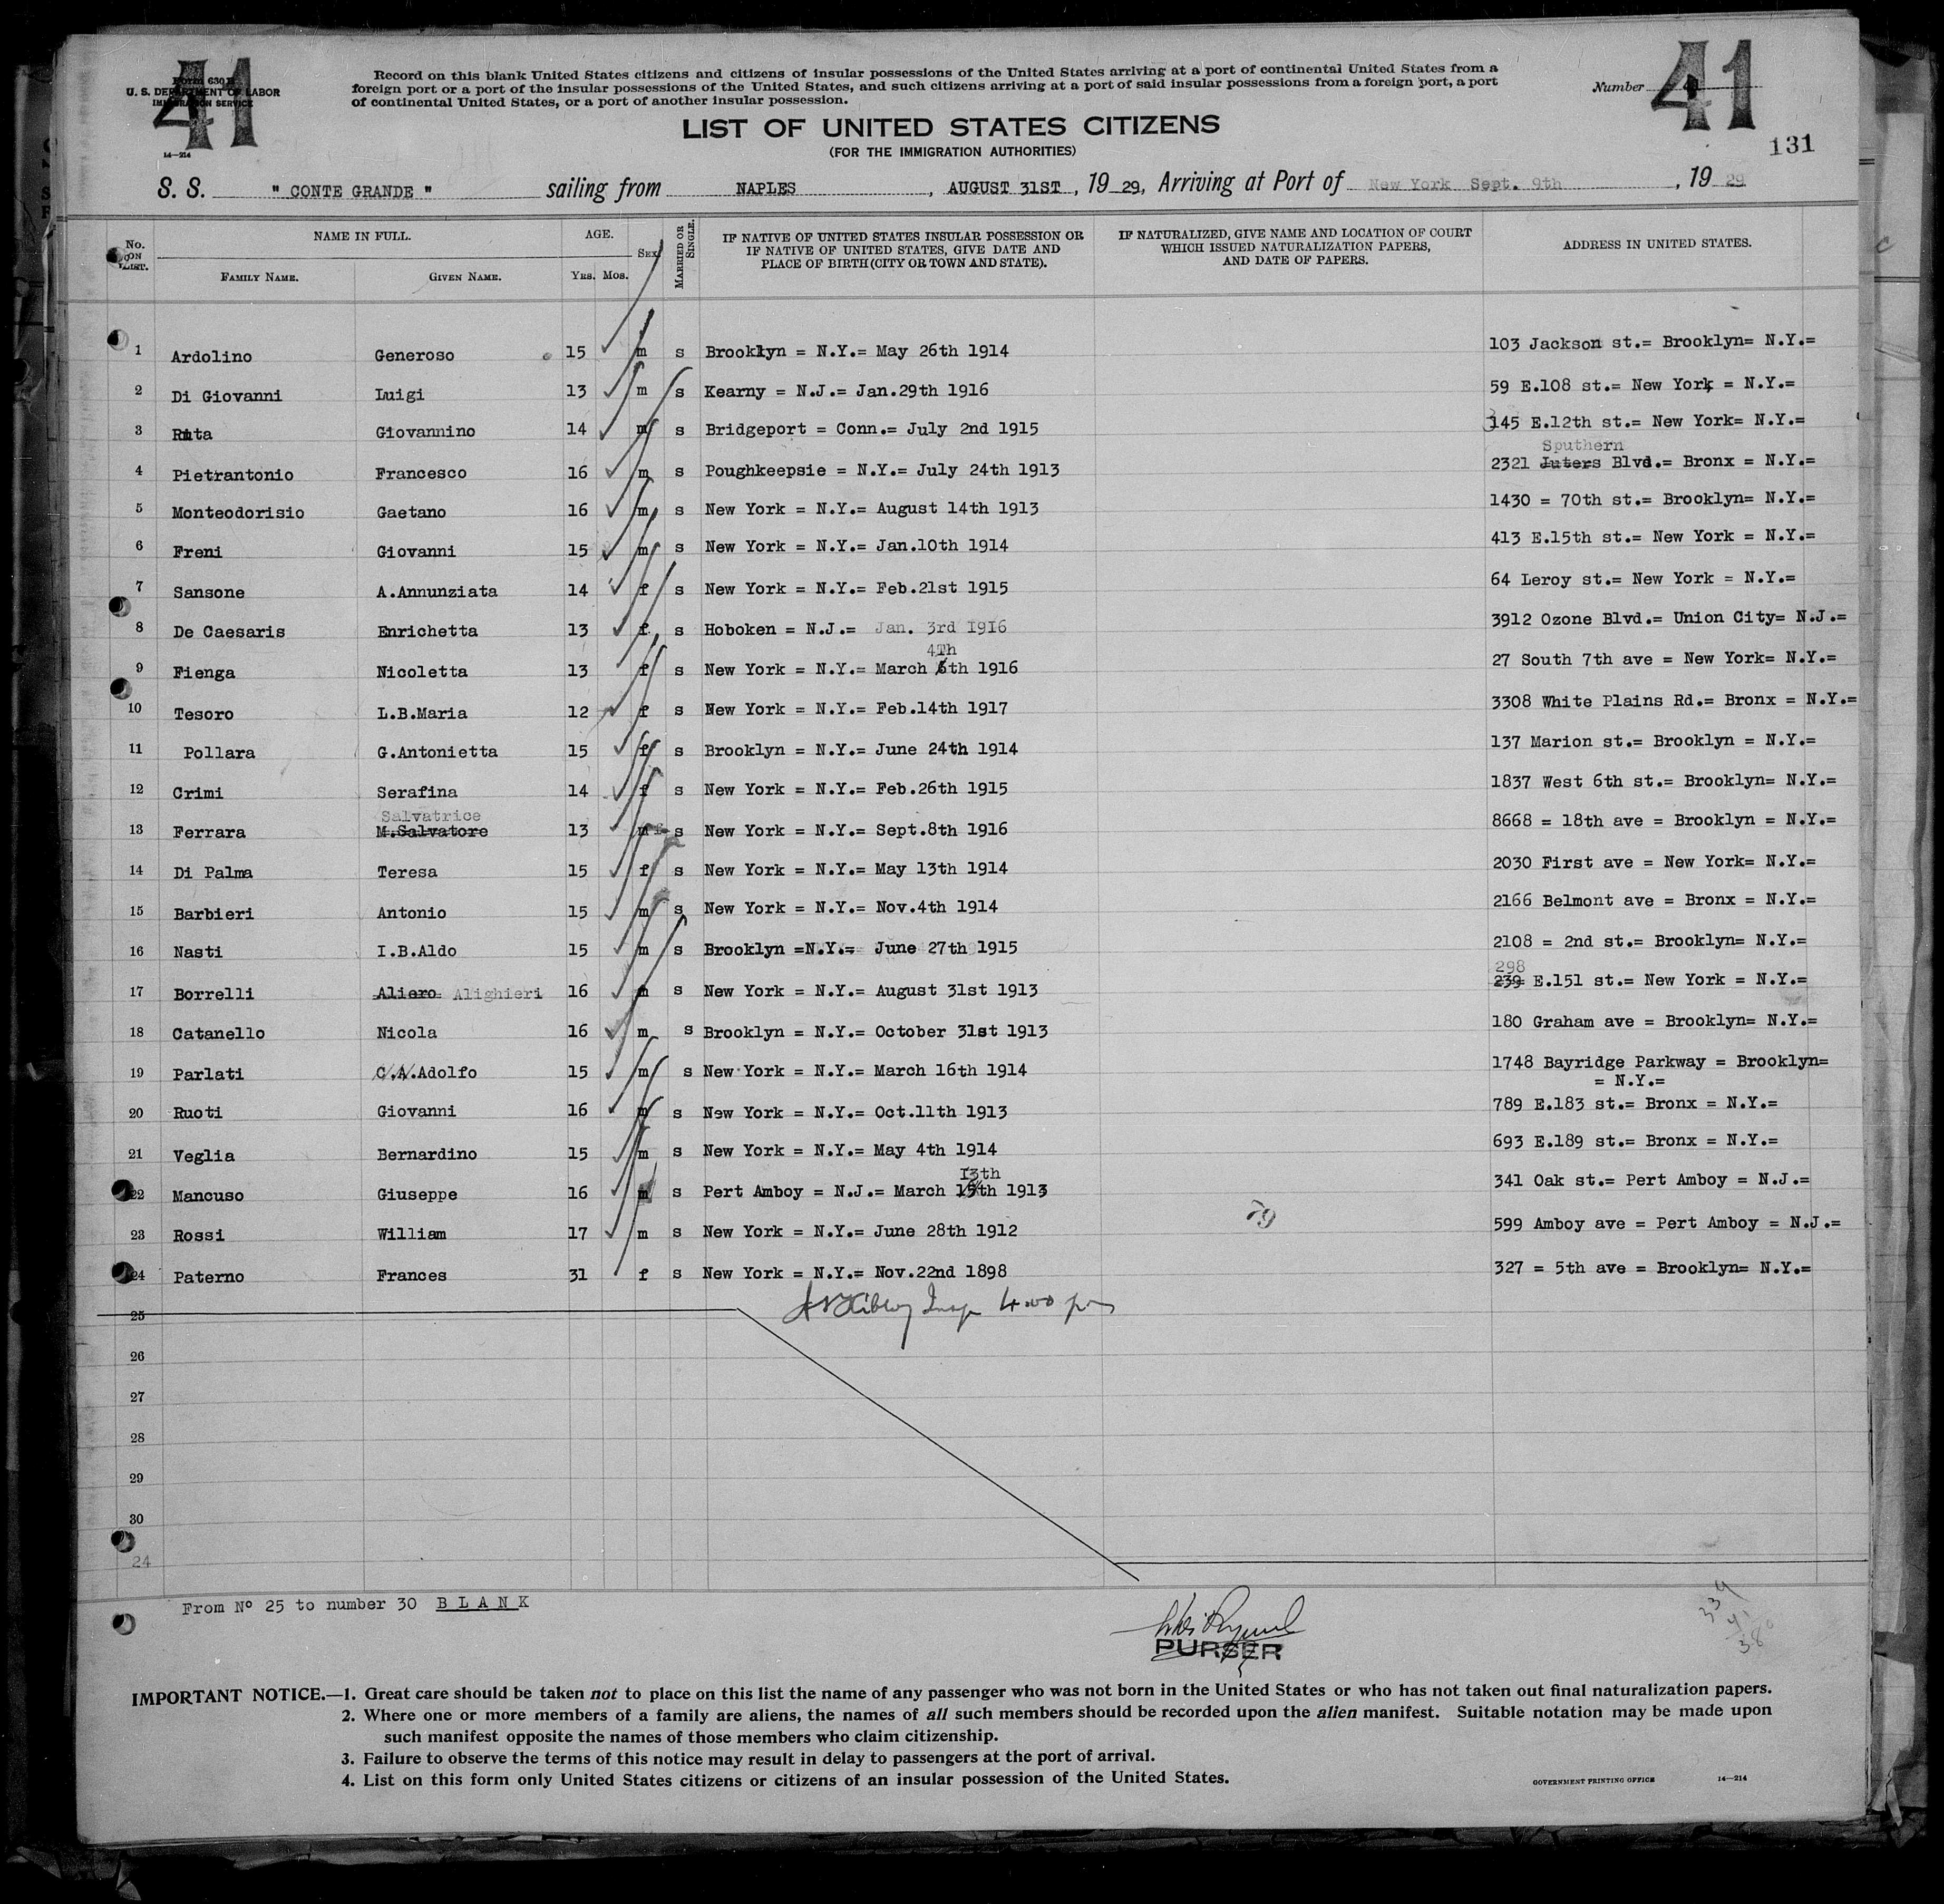 41
Form 630 B
U. S. DEPARTMENT OF LABOR
IMMIGRATION SERVICE
14—214
Record on this blank United States citizens and citizens of insular possessions of the United States arriving at a port of continental United States from a
foreign port or a port of the insular possessions of the United States, and such citizens arriving at a port of said insular possessions from a foreign port, a port
of continental United States, or a port of another insular possession.
Number 41
131
LIST OF UNITED STATES CITIZENS
(FOR THE IMMIGRATION AUTHORITIES)
S. S. " CONTE GRANDE " sailing from NAPLES , AUGUST 31ST , 19 29, Arriving at Port of New York Sept. 9th , 19 29
No. ON LIST. NAME IN FULL. AGE. Sex MARRIED OR SINGLE. IF NATIVE OF UNITED STATES INSULAR POSSESSION OR IF NATIVE OF UNITED STATES, GIVE DATE AND PLACE OF BIRTH (CITY OR TOWN AND STATE). IF NATURALIZED, GIVE NAME AND LOCATION OF COURT WHICH ISSUED NATURALIZATION PAPERS, AND DATE OF PAPERS. ADDRESS IN UNITED STATES.
FAMILY NAME. GIVEN NAME. YRS. MOS.
1 Ardolino Generoso 15 m s Brooklyn = N.Y.= May 26th 1914 103 Jackson st.= Brooklyn= N.Y.=
2 Di Giovanni Luigi 13 m s Kearny = N.J.= Jan.29th 1916 59 E.108 st.= New York = N.Y.=
3 Ruta Giovannino 14 m s Bridgeport = Conn.= July 2nd 1915 345 E.12th st.= New York= N.Y.=
Southern
4 Pietrantonio Francesco 16 m s Poughkeepsie = N.Y.= July 24th 1913 2321 Juters Blvd.= Bronx = N.Y.=
5 Monteodorisio Gaetano 16 m s New York = N.Y.= August 14th 1913 1430 = 70th st.= Brooklyn= N.Y.=
6 Freni Giovanni 15 m s New York = N.Y.= Jan.10th 1914 413 E.15th st.= New York = N.Y.=
7 Sansone A.Annunziata 14 f s New York = N.Y.= Feb.21st 1915 64 Leroy st.= New York = N.Y.=
8 De Caesaris Enrichetta 13 f s Hoboken = N.J.= Jan. 3rd 1916 3912 Ozone Blvd.= Union City= N.J.=
4Th
9 Fienga Nicoletta 13 f s New York = N.Y.= March 6th 1916 27 South 7th ave = New York= N.Y.=
10 Tesoro L.B.Maria 12 f s New York = N.Y.= Feb.14th 1917 3308 White Plains Rd.= Bronx = N.Y.=
11 Pollara G.Antonietta 15 f s Brooklyn = N.Y.= June 24th 1914 137 Marion st.= Brooklyn = N.Y.=
12 Crimi Serafina 14 f s New York = N.Y.= Feb.26th 1915 1837 West 6th st.= Brooklyn= N.Y.=
Salvatrice
13 Ferrara M.Salvatore 13 m f s New York = N.Y.= Sept.8th 1916 8668 = 18th ave = Brooklyn = N.Y.=
14 Di Palma Teresa 15 f s New York = N.Y.= May 13th 1914 2030 First ave = New York= N.Y.=
15 Barbieri Antonio 15 m s New York = N.Y.= Nov.4th 1914 2166 Belmont ave = Bronx = N.Y.=
16 Nasti I.B.Aldo 15 m s Brooklyn =N.Y.= June 27th 1915 2108 = 2nd st.= Brooklyn= N.Y.=
298
17 Borrelli Aliero Alighieri 16 m s New York = N.Y.= August 31st 1913 239 E.151 st.= New York = N.Y.=
18 Catanello Nicola 16 m s Brooklyn = N.Y.= October 31st 1913 180 Graham ave = Brooklyn= N.Y.=
19 Parlati C.A.Adolfo 15 m s New York = N.Y.= March 16th 1914 1748 Bayridge Parkway = Brooklyn=
= N.Y.=
20 Ruoti Giovanni 16 m s New York = N.Y.= Oct.11th 1913 789 E.183 st.= Bronx = N.Y.=
21 Veglia Bernardino 15 m s New York = N.Y.= May 4th 1914 693 E.189 st.= Bronx = N.Y.=
13th
22 Mancuso Giuseppe 16 m s Pert Amboy = N.J.= March 15th 1913 341 Oak st.= Pert Amboy = N.J.=
23 Rossi William 17 m s New York = N.Y.= June 28th 1912 79 599 Amboy ave = Pert Amboy = N.J.=
24 Paterno Frances 31 f s New York = N.Y.= Nov.22nd 1898 327 = 5th ave = Brooklyn= N.Y.=
25 Insp 4.00 pm
26
27
28
29
30
24
From Nº 25 to number 30 BLANK
PURSER
339
41
380
IMPORTANT NOTICE.—1. Great care should be taken not to place on this list the name of any passenger who was not born in the United States or who has not taken out final naturalization papers.
2. Where one or more members of a family are aliens, the names of all such members should be recorded upon the alien manifest. Suitable notation may be made upon
such manifest opposite the names of those members who claim citizenship.
3. Failure to observe the terms of this notice may result in delay to passengers at the port of arrival.
4. List on this form only United States citizens or citizens of an insular possession of the United States.
GOVERNMENT PRINTING OFFICE 14—214